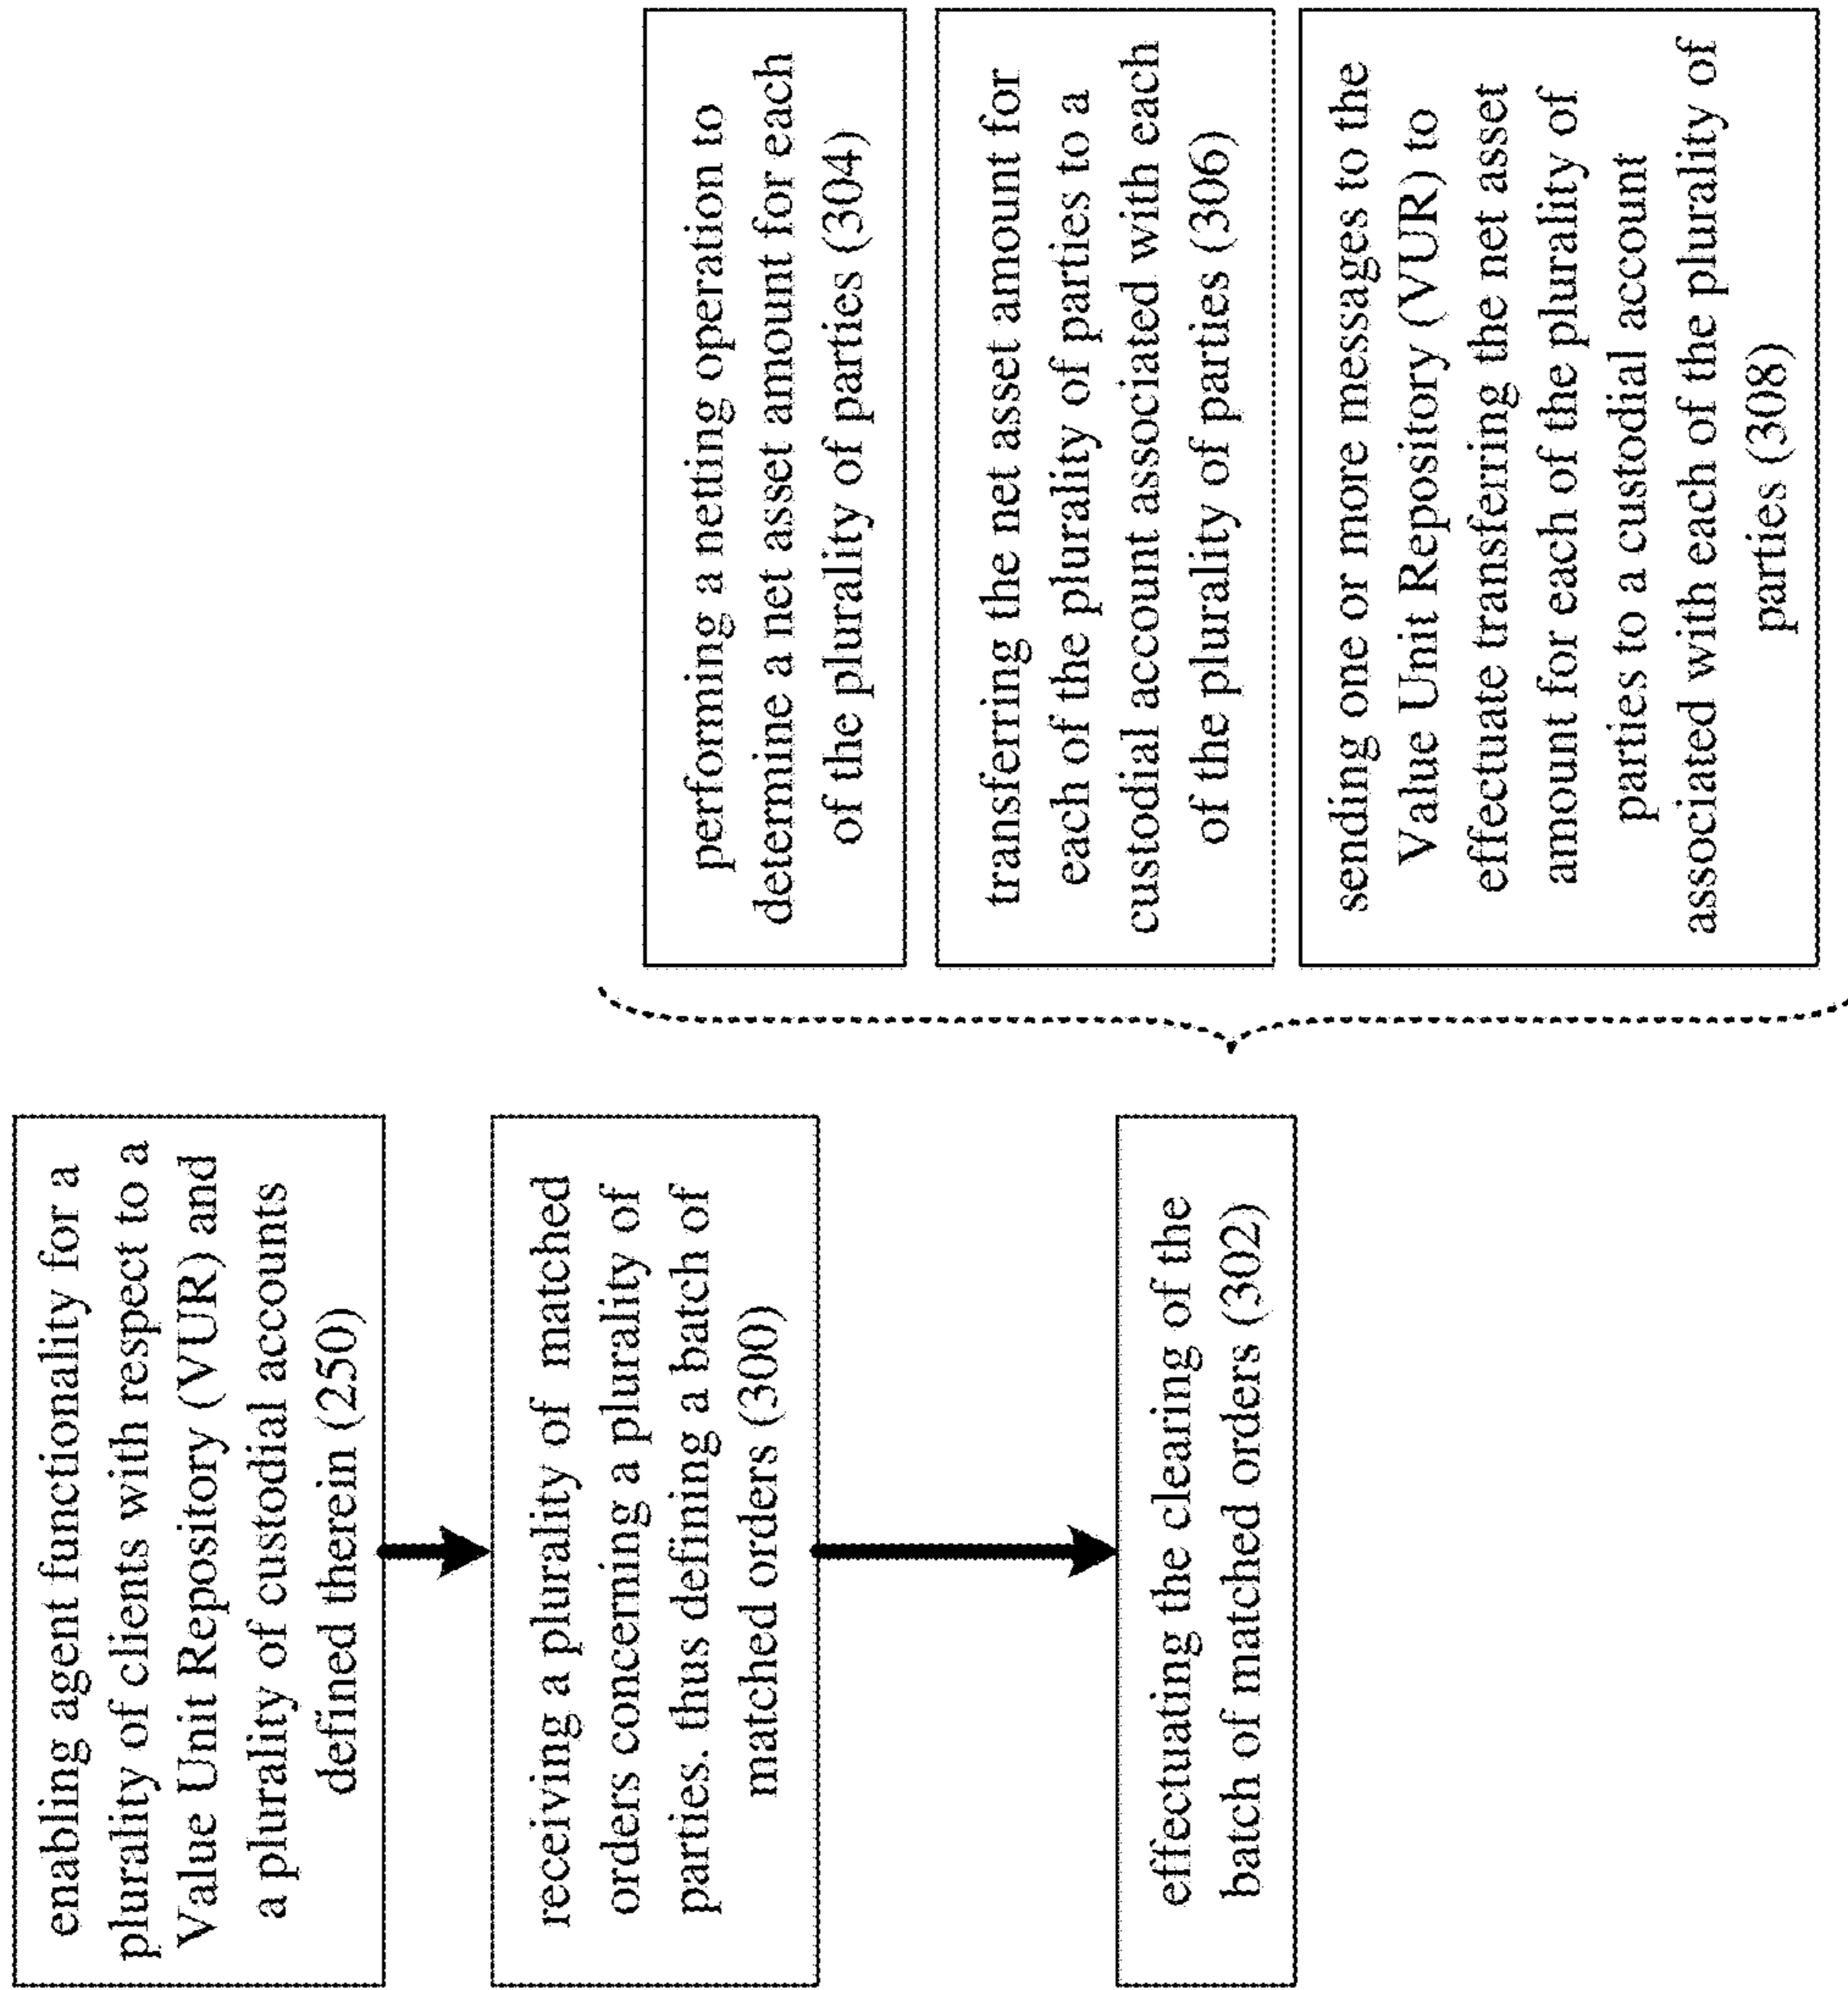 enabling agent functionality for a
plurality of clients with respect to a
Value Unit Repository (VUR) and
a plurality of custodial accounts
defined therein (250)
receiving a plurality of matched
orders concerning a plurality of
parties. thus defining a batch of
matched orders (300)
effectuating the clearing of the
batch of matched orders (302)
performing a netting operation to
determine a net asset amount for each
of the plurality of parties (304)
transferring the net asset amount for
each of the plurality of parties to a
custodial account associated with each
of the plurality of parties (306)
sending one or more messages to the
Value Unit Repository (VUR) to
effectuate transferring the net asset
amount for each of the plurality of
parties to a custodial account
associated with each of the plurality of
parties (308)